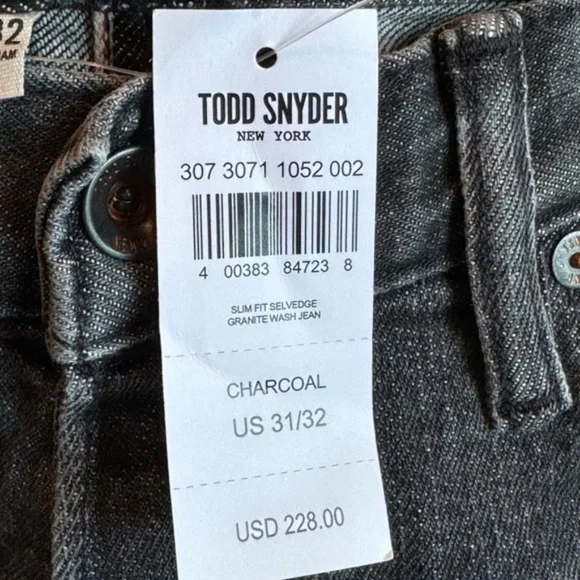 32
TODD SNYDER
NEW YORK
307 3071 1052 002
4 00383 84723 8
SLIM FIT SELVEDGE
GRANITE WASH JEAN
CHARCOAL
US 31/32
USD 228.00